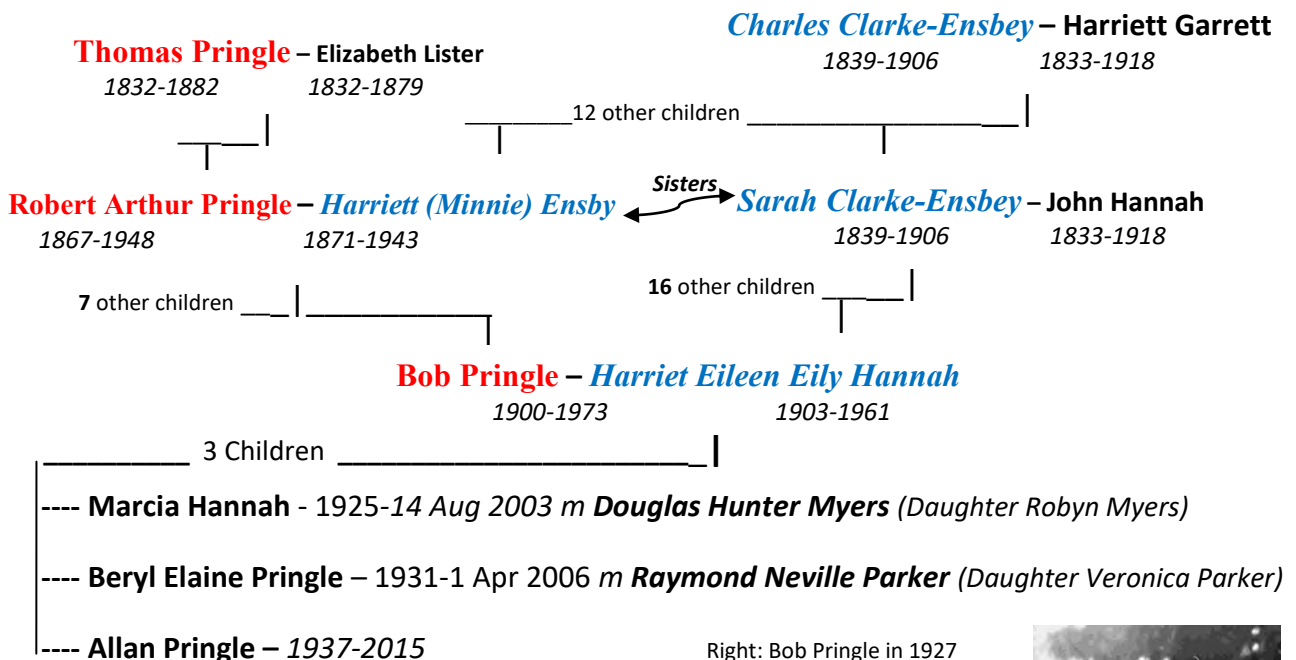 Charles Clarke-Ensbey – Harriett Garrett
Thomas Pringle – Elizabeth Lister
1839-1906 1833-1918
1832-1882 1832-1879
12 other children
Sisters
Robert Arthur Pringle – Harriett (Minnie) Ensby Sarah Clarke-Ensbey – John Hannah
1867-1948 1871-1943 1839-1906 1833-1918
7 other children 16 other children
Bob Pringle – Harriet Eileen Eily Hannah
1900-1973 1903-1961
3 Children
---- Marcia Hannah - 1925-14 Aug 2003 m Douglas Hunter Myers (Daughter Robyn Myers)
---- Beryl Elaine Pringle – 1931-1 Apr 2006 m Raymond Neville Parker (Daughter Veronica Parker)
---- Allan Pringle – 1937-2015 Right: Bob Pringle in 1927